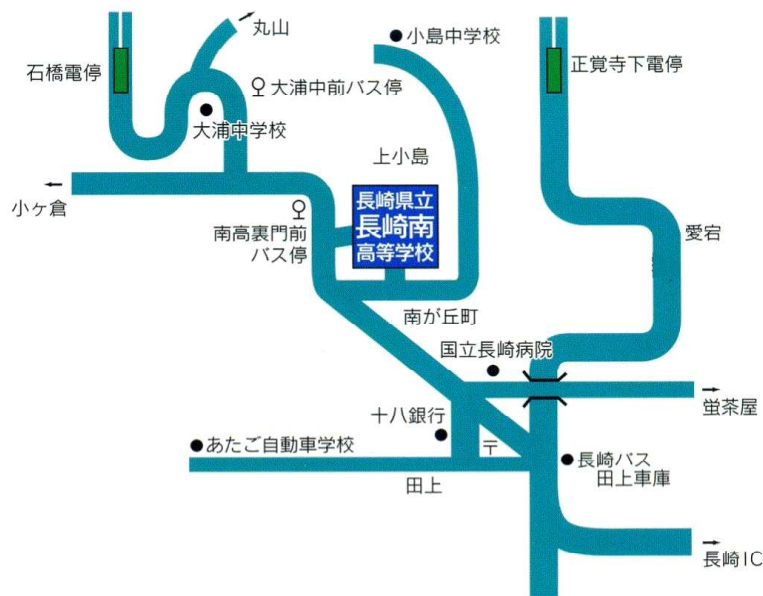 丸山
小島中学校
石橋電停
正覚寺下電停
大浦中前バス停
大浦中学校
上小島
小ヶ倉
長崎県立
長崎南
高等学校
南高裏門前
バス停
愛宕
南が丘町
国立長崎病院
蛍茶屋
十八銀行
〒
あたご自動車学校
長崎バス
田上車庫
田上
長崎IC